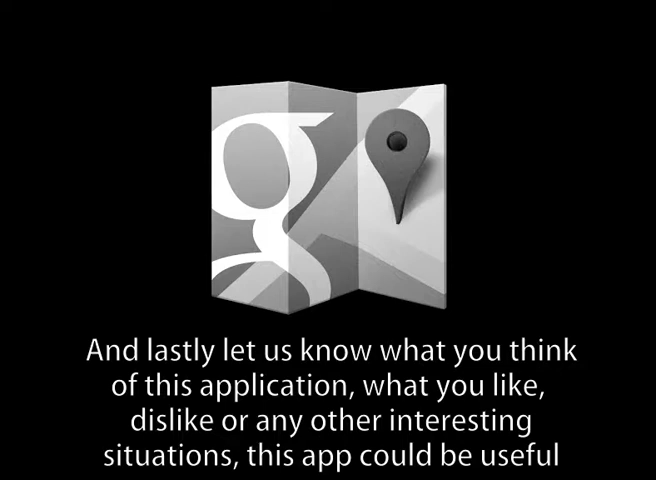 g
And lastly let us know what you think
of this application, what you like,
dislike or any other interesting
situations, this app could be useful